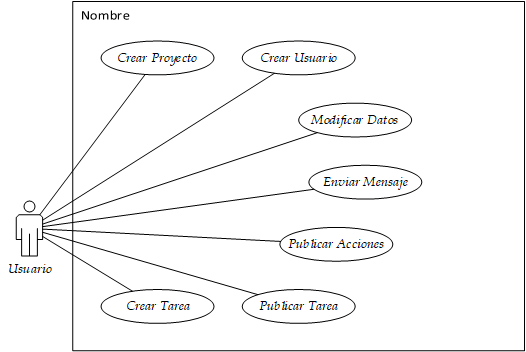 Nombre
Crear Proyecto
Crear Usuario
Modificar Datos
Enviar Mensaje
Publicar Acciones
Usuario
Crear Tarea
Publicar Tarea